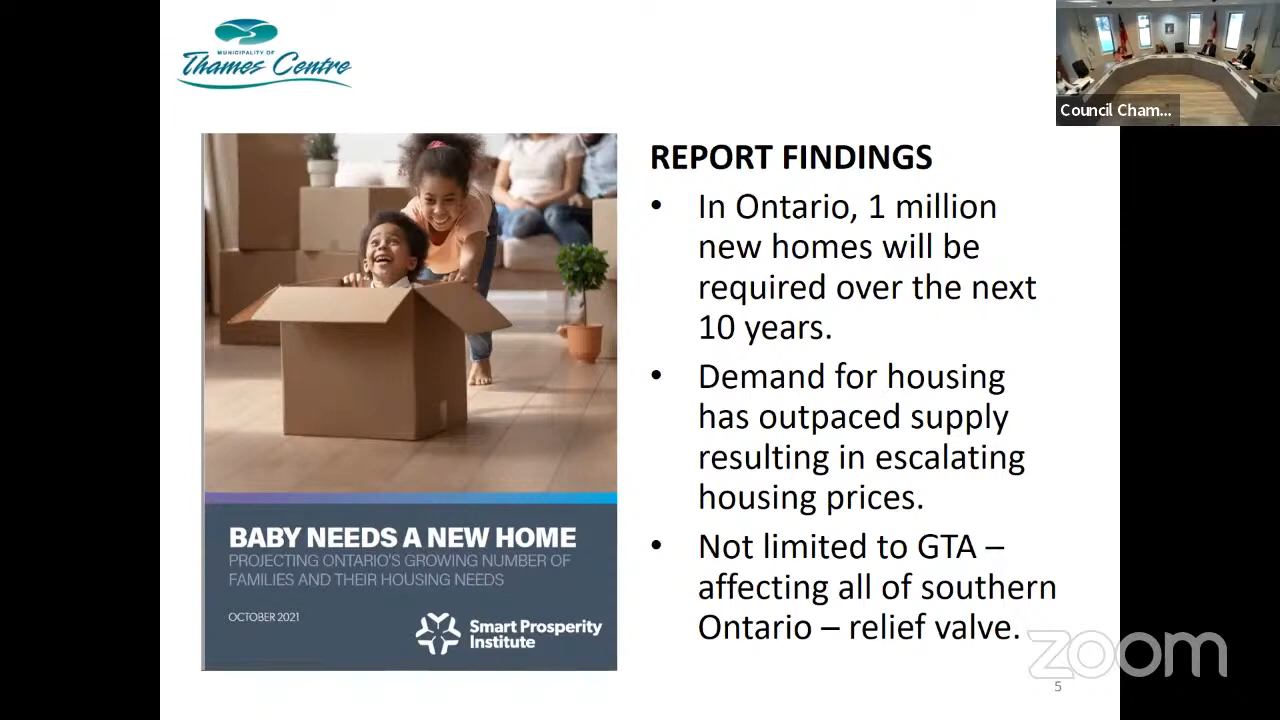 MUNICIPALITY OF
Thames Centre
Council Cham...
REPORT FINDINGS
• In Ontario, 1 million
new homes will be
required over the next
10 years.
• Demand for housing
has outpaced supply
resulting in escalating
housing prices.
• Not limited to GTA –
affecting all of southern
Ontario – relief valve.
BABY NEEDS A NEW HOME
PROJECTING ONTARIO'S GROWING NUMBER OF
FAMILIES AND THEIR HOUSING NEEDS
OCTOBER 2021
Smart Prosperity
Institute
zoom
5